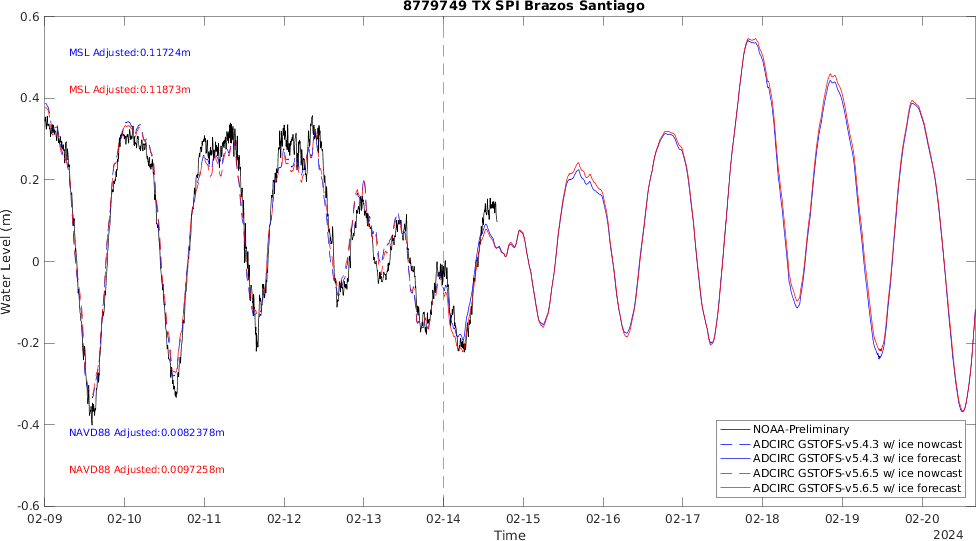 8779749 TX SPI Brazos Santiago
0.6
0.4
0.2
0
-0.2
-0.4
-0.6
Water Level (m)
MSL Adjusted:0.11724m
MSL Adjusted:0.11873m
NAVD88 Adjusted:0.0082378m
NAVD88 Adjusted:0.0097258m
NOAA-Preliminary
ADCIRC GSTOFS-v5.4.3 w/ ice nowcast
ADCIRC GSTOFS-v5.4.3 w/ ice forecast
ADCIRC GSTOFS-v5.6.5 w/ ice nowcast
ADCIRC GSTOFS-v5.6.5 w/ ice forecast
02-09 02-10 02-11 02-12 02-13 02-14 02-15 02-16 02-17 02-18 02-19 02-20
Time
2024